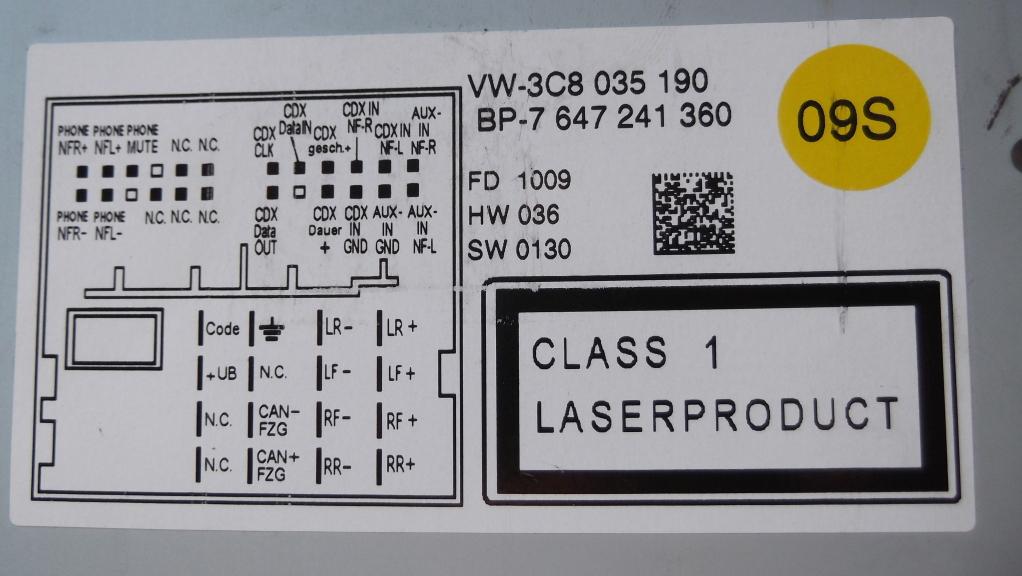 VW-3C8 035 190
BP-7 647 241 360
09S
FD 1009
HW 036
SW 0130
CLASS 1
LASERPRODUCT
PHONE NFR+
PHONE NFL+
PHONE MUTE
N.C.
N.C.
CDX CLK
CDX DataIN
CDX gesch.+
CDX IN NF-R
CDX IN NF-L
AUX-IN NF-R
PHONE NFR-
PHONE NFL-
N.C.
N.C.
N.C.
CDX Data OUT
CDX Dauer +
CDX IN GND
AUX-IN GND
AUX-IN NF-L
Code
LR-
LR+
+UB
N.C.
LF-
LF+
N.C.
CAN- FZG
RF-
RF+
N.C.
CAN+ FZG
RR-
RR+